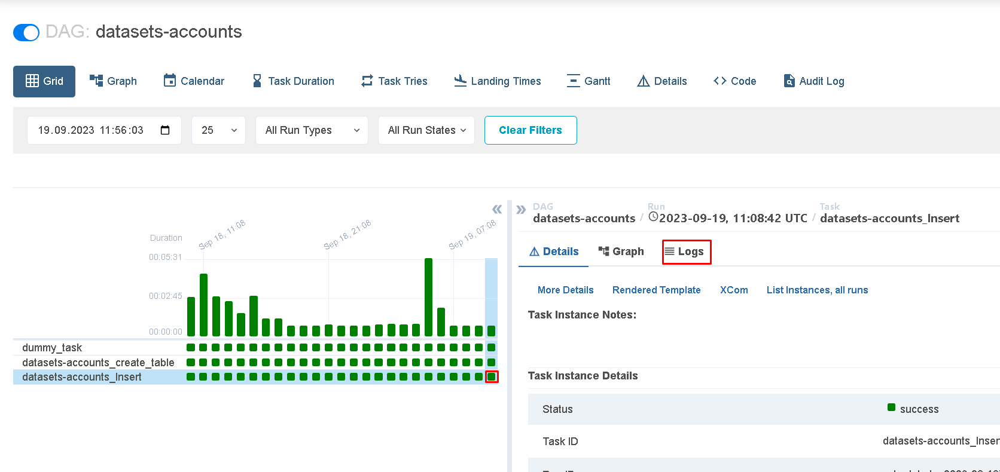 DAG: datasets-accounts
Grid Graph Calendar Task Duration Task Tries Landing Times Gantt Details Code Audit Log
19.09.2023 11:56:03 25 All Run Types All Run States Clear Filters
DAG Run Task
datasets-accounts / 2023-09-19, 11:08:42 UTC / datasets-accounts_Insert
Sep 18, 11:08 Sep 18, 21:08 Sep 19, 07:08
Duration
00:05:31
00:02:45
00:00:00
dummy_task
datasets-accounts_create_table
datasets-accounts_Insert
Details Graph Logs
More Details Rendered Template XCom List Instances, all runs
Task Instance Notes:
Task Instance Details
Status success
Task ID datasets-accounts_Inser